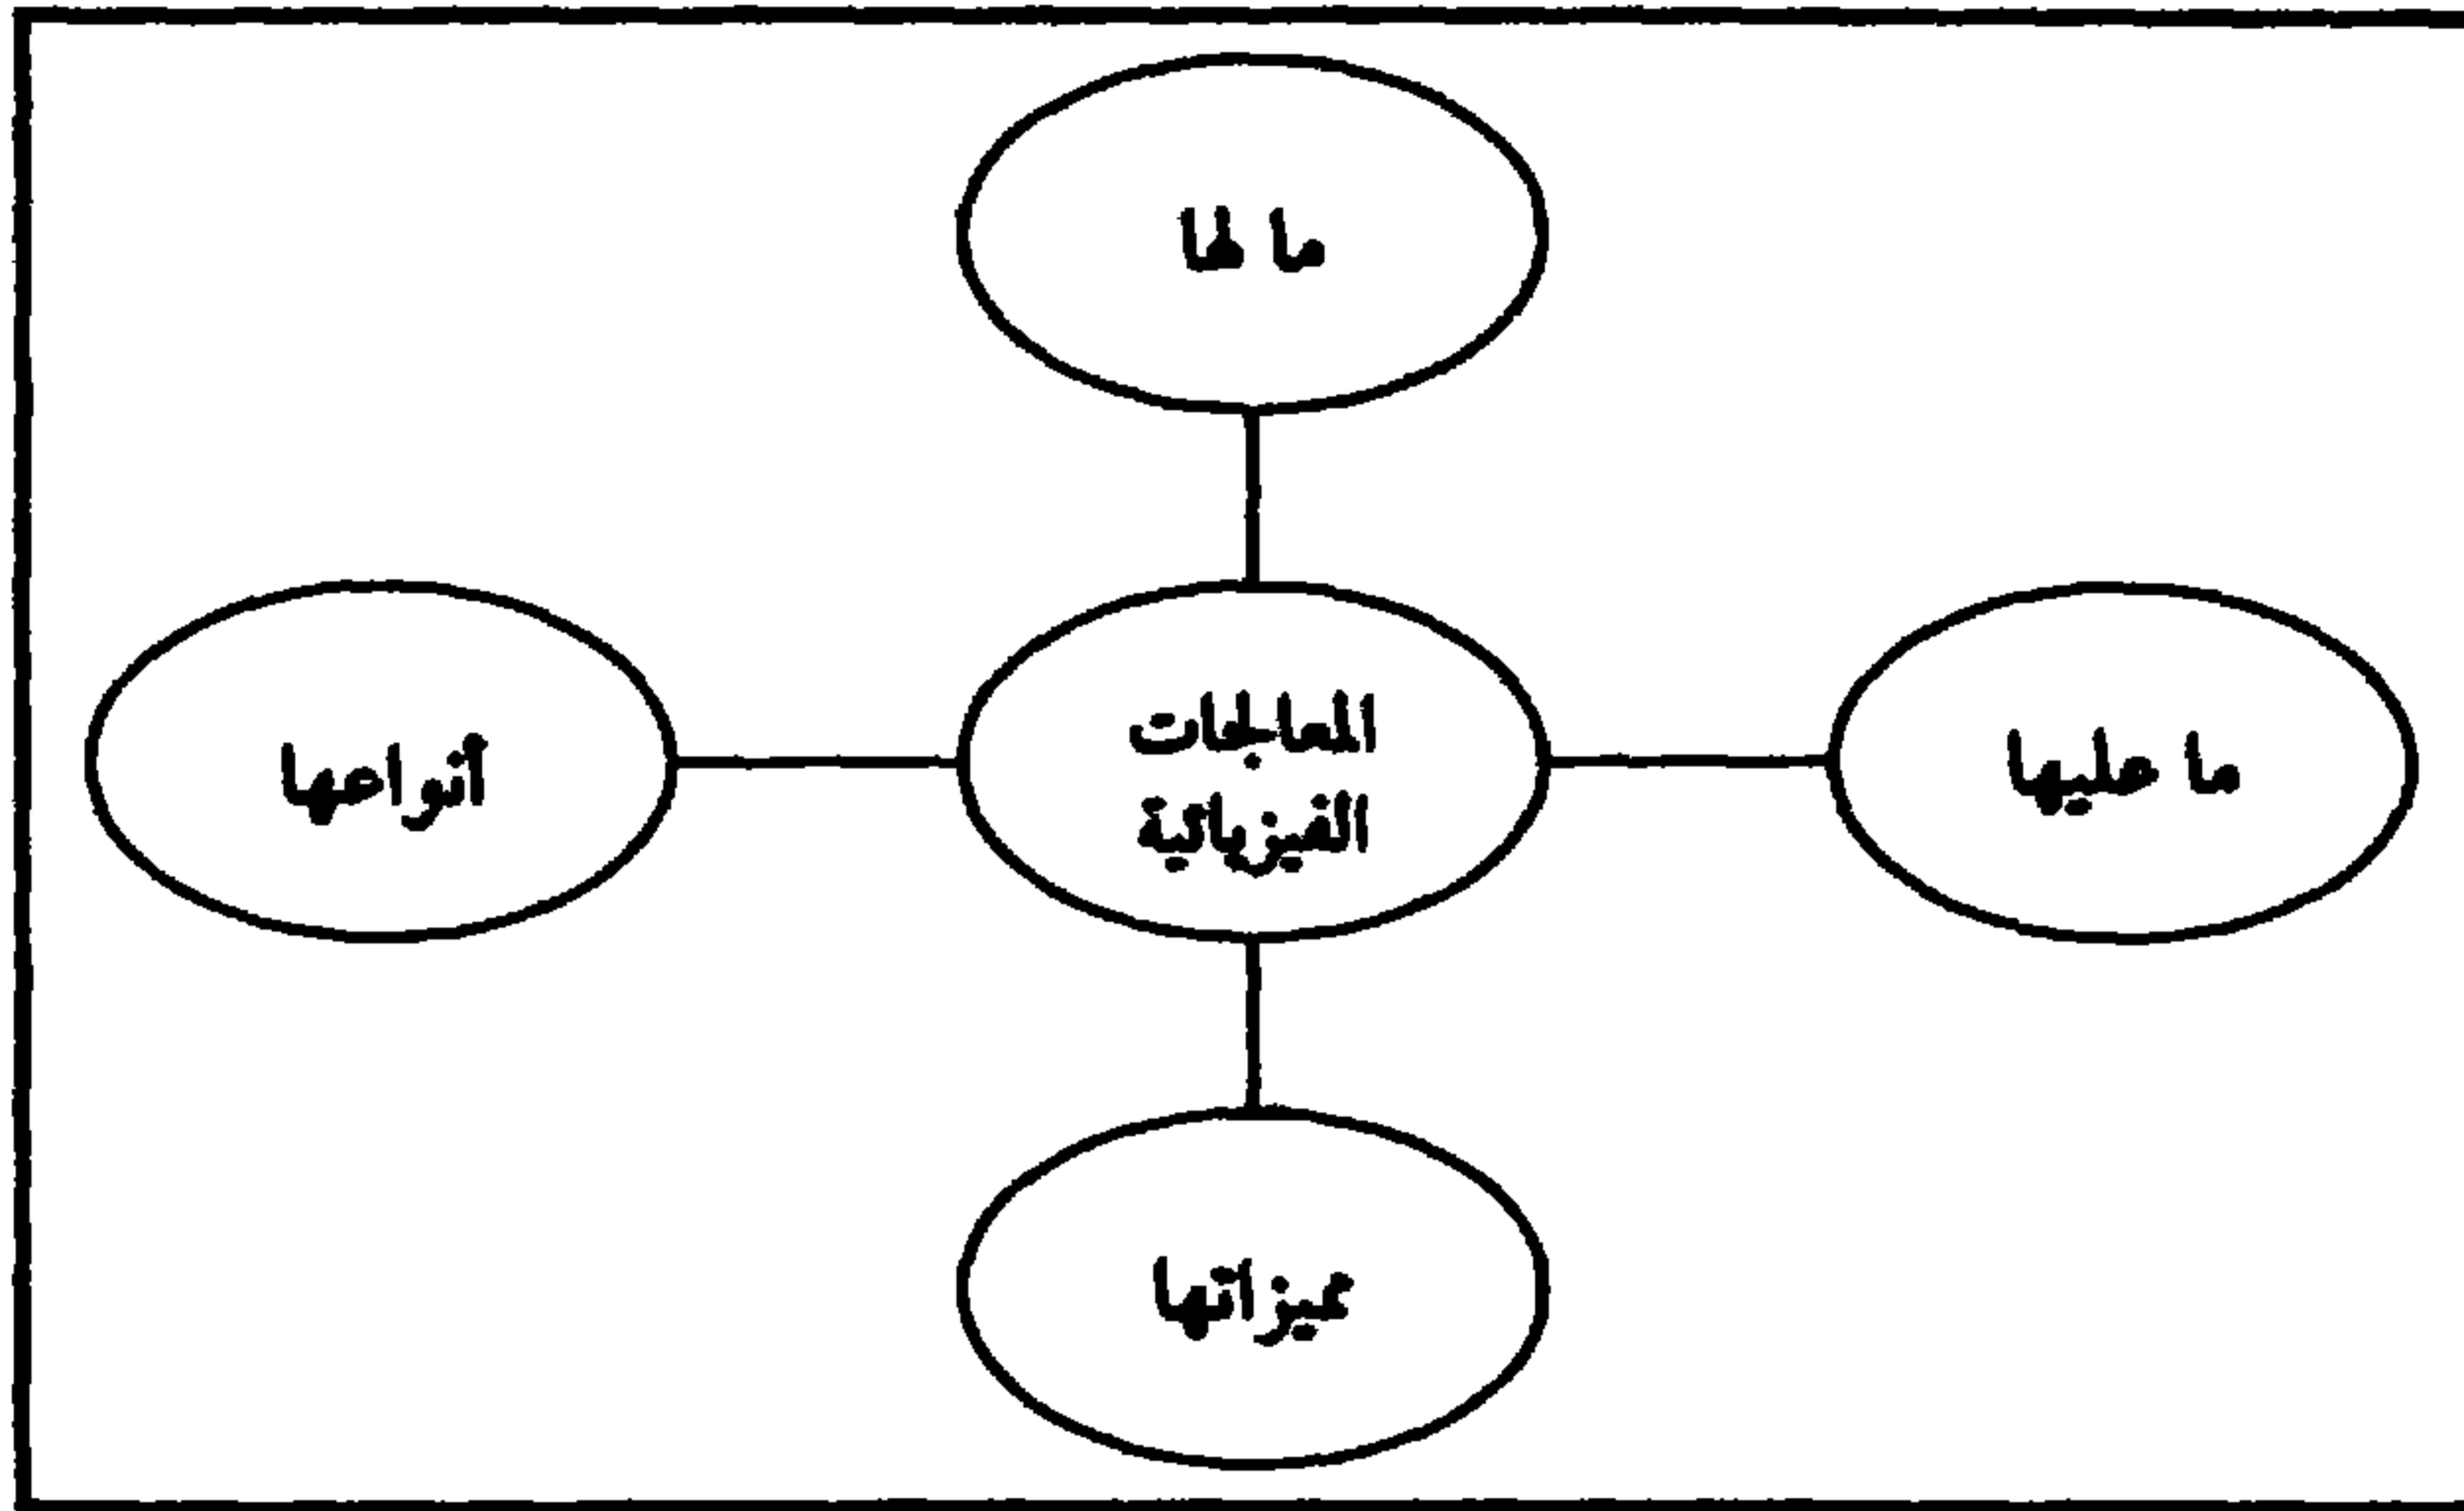 ما لها
ما عليها
المعالجات
الفيزيائية
أنواعها
مميزاتها